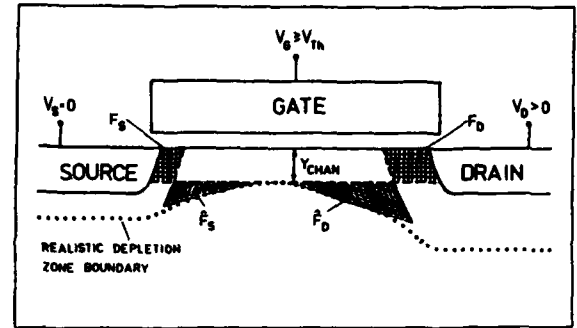 V_G ≥ V_Th
GATE
V_S=0
F_S
F_D
V_D>0
SOURCE
Y_CHAN
DRAIN
F̂_S
F̂_D
REALISTIC DEPLETION
ZONE BOUNDARY